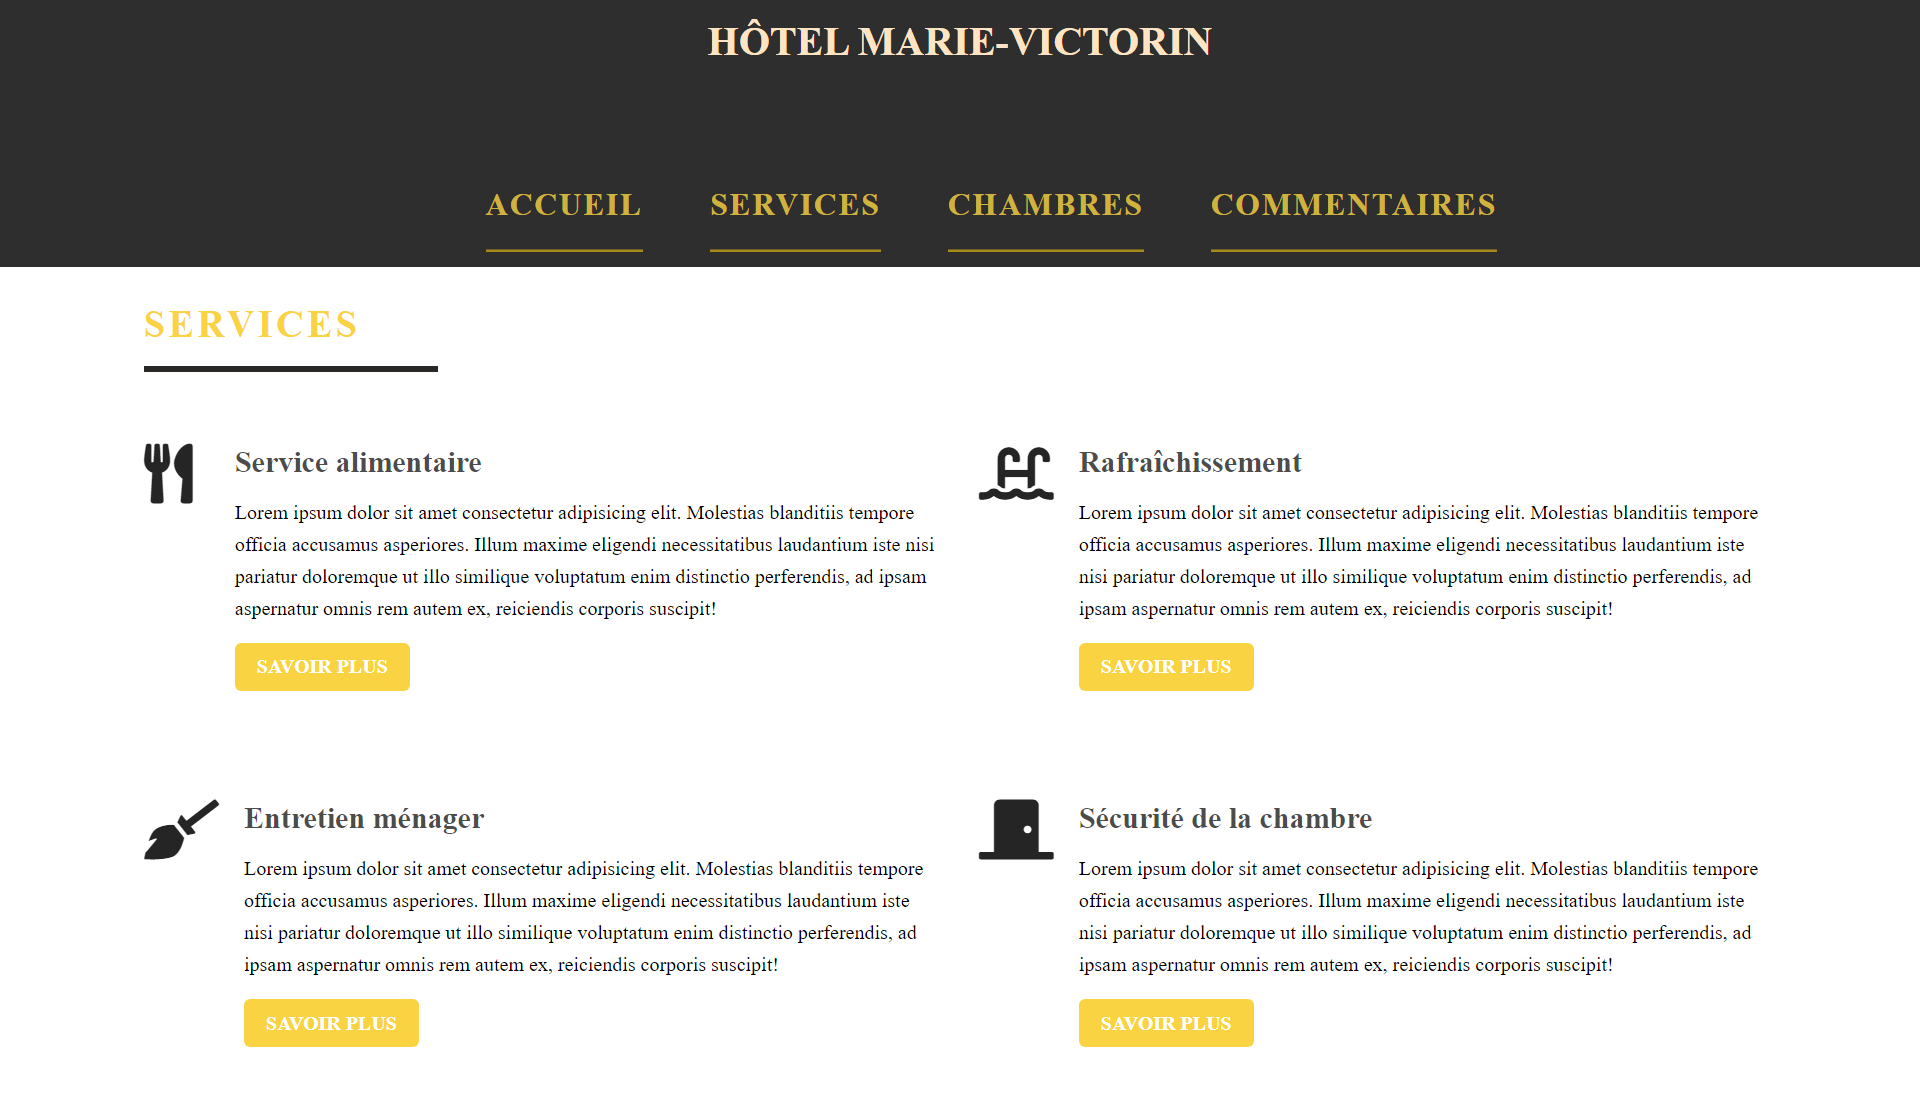 HÔTEL MARIE-VICTORIN
ACCUEIL SERVICES CHAMBRES COMMENTAIRES
SERVICES
Service alimentaire
Lorem ipsum dolor sit amet consectetur adipisicing elit. Molestias blanditiis tempore
officia accusamus asperiores. Illum maxime eligendi necessitatibus laudantium iste nisi
pariatur doloremque ut illo similique voluptatum enim distinctio perferendis, ad ipsam
aspernatur omnis rem autem ex, reiciendis corporis suscipit!
SAVOIR PLUS
Rafraîchissement
Lorem ipsum dolor sit amet consectetur adipisicing elit. Molestias blanditiis tempore
officia accusamus asperiores. Illum maxime eligendi necessitatibus laudantium iste
nisi pariatur doloremque ut illo similique voluptatum enim distinctio perferendis, ad
ipsam aspernatur omnis rem autem ex, reiciendis corporis suscipit!
SAVOIR PLUS
Entretien ménager
Lorem ipsum dolor sit amet consectetur adipisicing elit. Molestias blanditiis tempore
officia accusamus asperiores. Illum maxime eligendi necessitatibus laudantium iste
nisi pariatur doloremque ut illo similique voluptatum enim distinctio perferendis, ad
ipsam aspernatur omnis rem autem ex, reiciendis corporis suscipit!
SAVOIR PLUS
Sécurité de la chambre
Lorem ipsum dolor sit amet consectetur adipisicing elit. Molestias blanditiis tempore
officia accusamus asperiores. Illum maxime eligendi necessitatibus laudantium iste
nisi pariatur doloremque ut illo similique voluptatum enim distinctio perferendis, ad
ipsam aspernatur omnis rem autem ex, reiciendis corporis suscipit!
SAVOIR PLUS